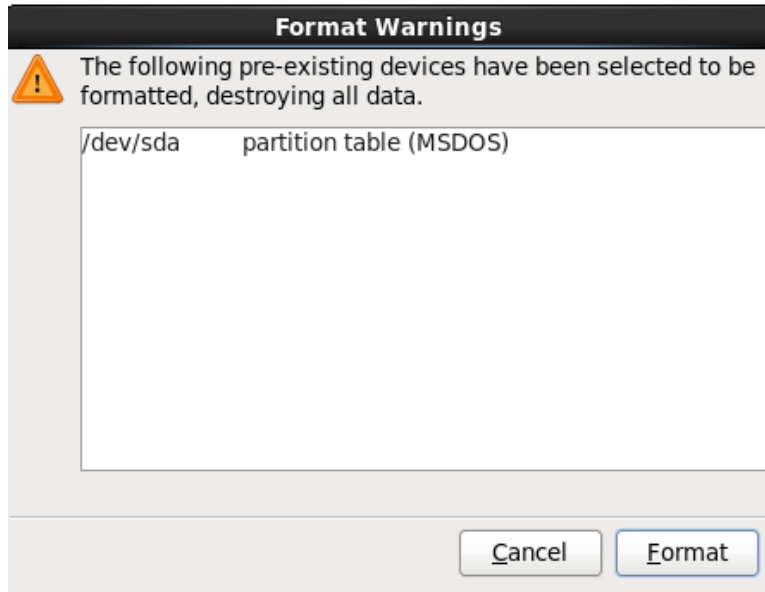 Format Warnings
The following pre-existing devices have been selected to be
formatted, destroying all data.
/dev/sda partition table (MSDOS)
Cancel Format